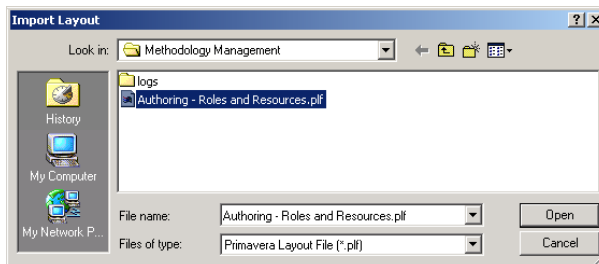 Import Layout
Look in: Methodology Management
logs
Authoring - Roles and Resources.plf
History
My Computer
My Network P...
File name: Authoring - Roles and Resources.plf Open
Files of type: Primavera Layout File (*.plf) Cancel